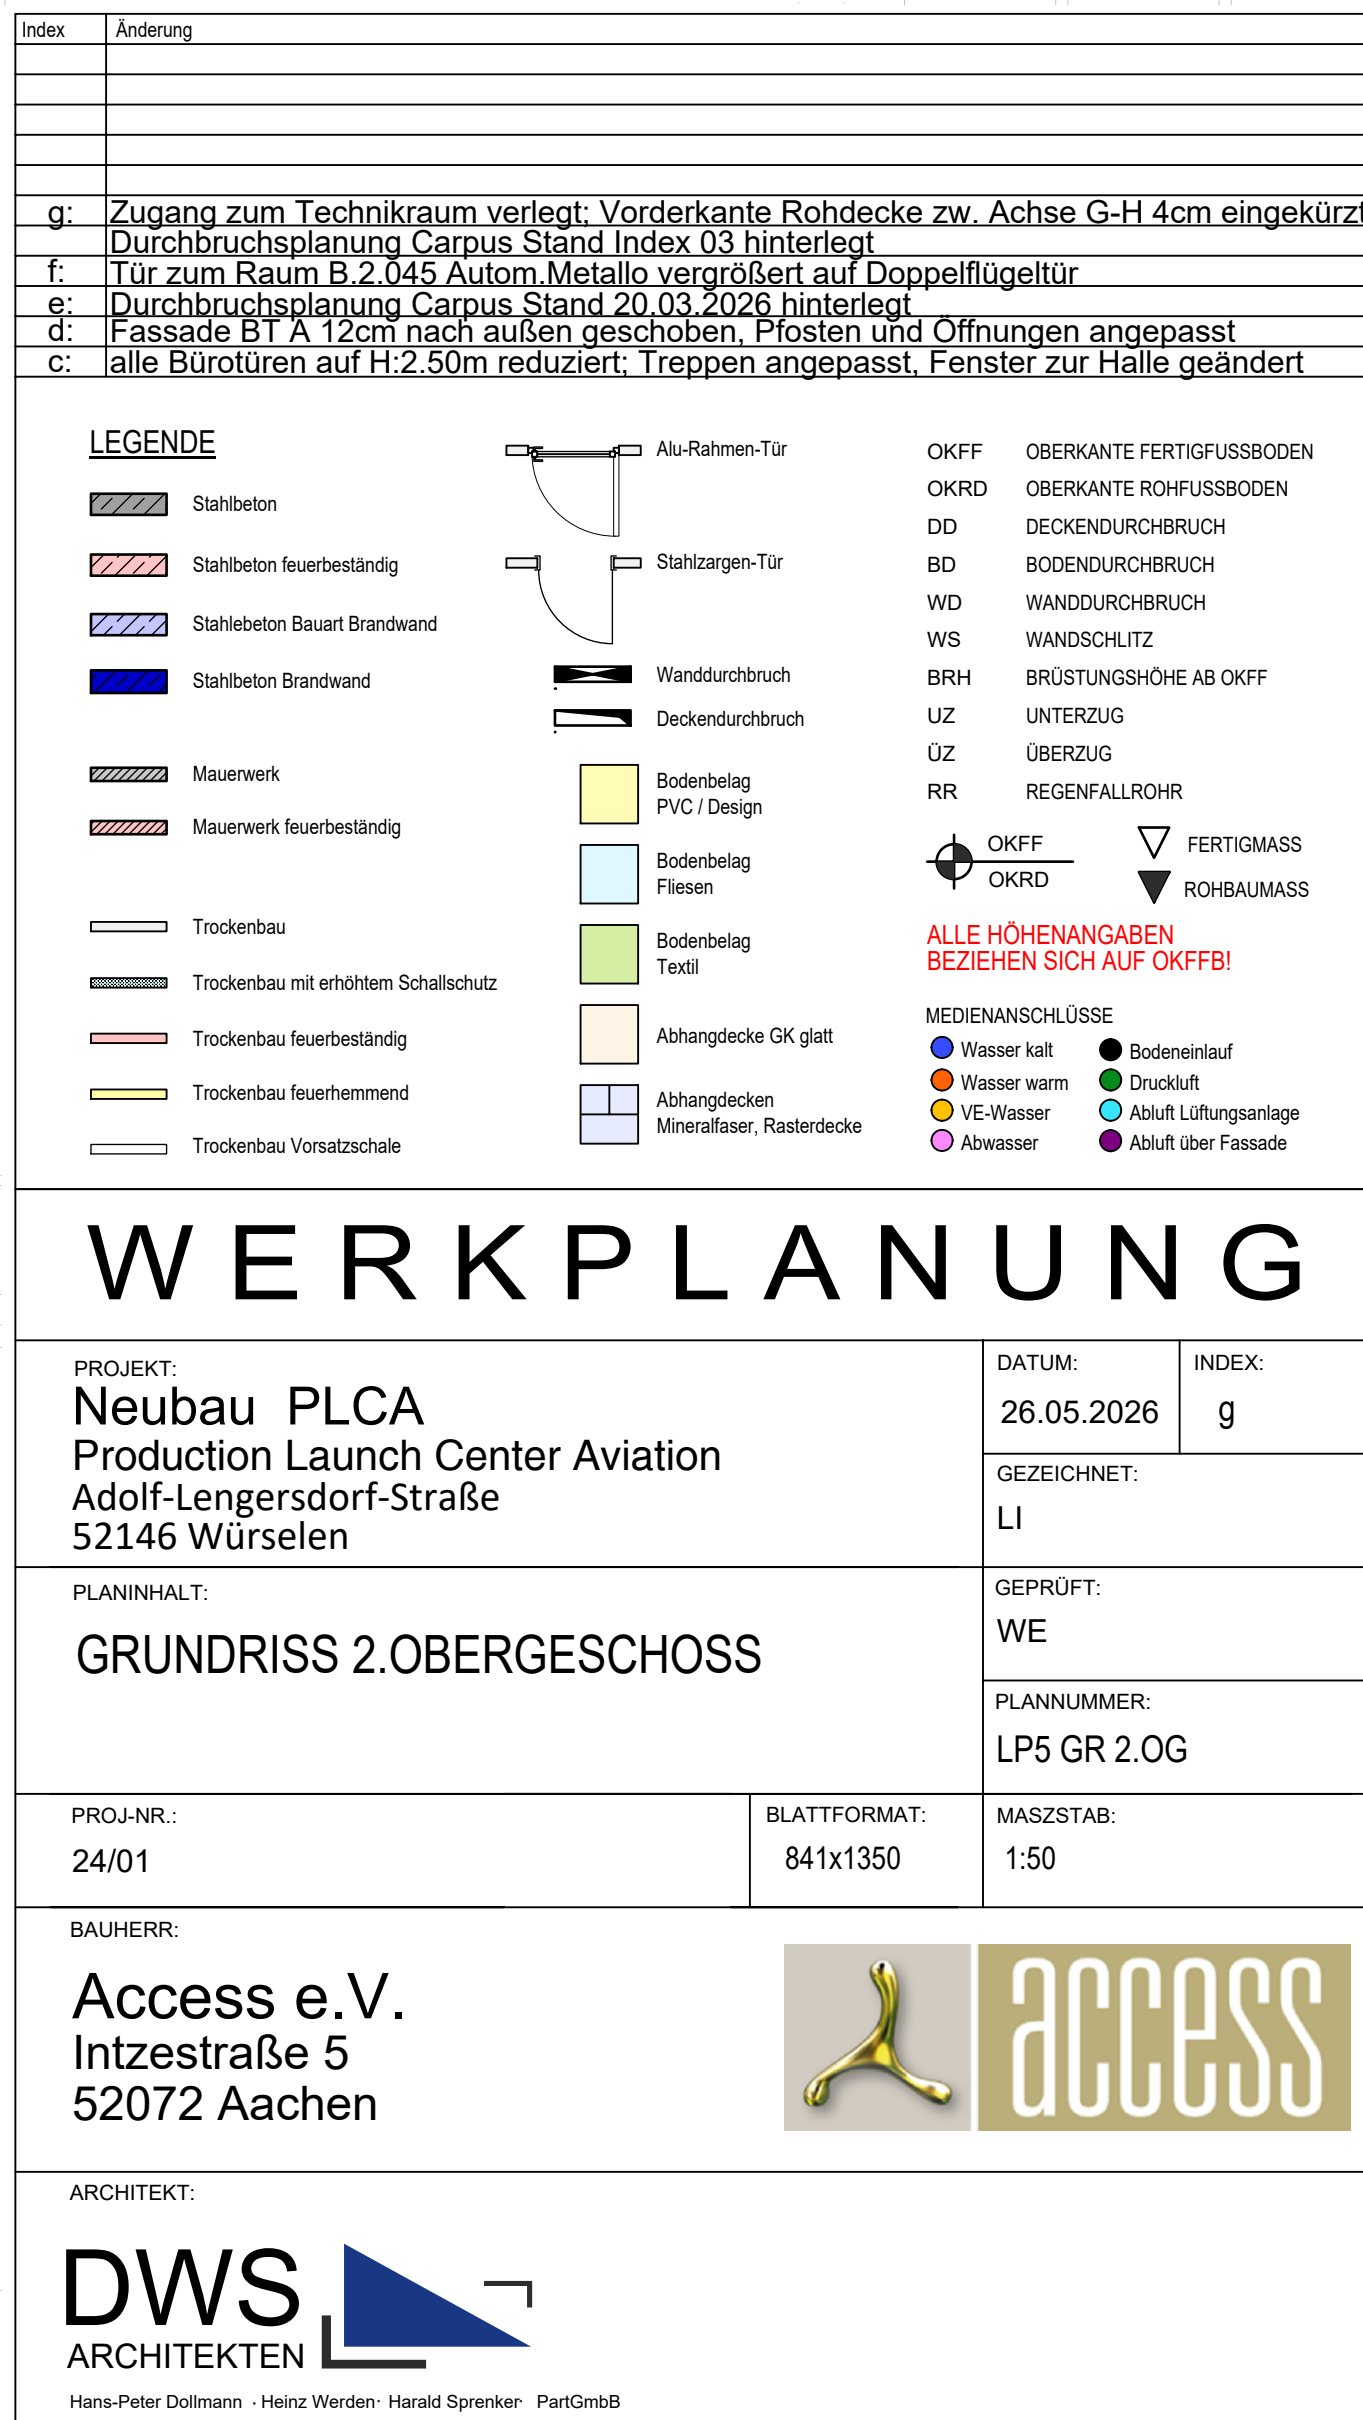 Index Änderung
g: Zugang zum Technikraum verlegt; Vorderkante Rohdecke zw. Achse G-H 4cm eingekürzt
Durchbruchsplanung Carpus Stand Index 03 hinterlegt
f: Tür zum Raum B.2.045 Autom.Metallo vergrößert auf Doppelflügeltür
e: Durchbruchsplanung Carpus Stand 20.03.2026 hinterlegt
d: Fassade BT A 12cm nach außen geschoben, Pfosten und Öffnungen angepasst
c: alle Bürotüren auf H:2.50m reduziert; Treppen angepasst, Fenster zur Halle geändert
LEGENDE
Stahlbeton
Stahlbeton feuerbeständig
Stahlebeton Bauart Brandwand
Stahlbeton Brandwand
Mauerwerk
Mauerwerk feuerbeständig
Trockenbau
Trockenbau mit erhöhtem Schallschutz
Trockenbau feuerbeständig
Trockenbau feuerhemmend
Trockenbau Vorsatzschale
Alu-Rahmen-Tür
Stahlzargen-Tür
Wanddurchbruch
Deckendurchbruch
Bodenbelag
PVC / Design
Bodenbelag
Fliesen
Bodenbelag
Textil
Abhangdecke GK glatt
Abhangdecken
Mineralfaser, Rasterdecke
OKFF OBERKANTE FERTIGFUSSBODEN
OKRD OBERKANTE ROHFUSSBODEN
DD DECKENDURCHBRUCH
BD BODENDURCHBRUCH
WD WANDDURCHBRUCH
WS WANDSCHLITZ
BRH BRÜSTUNGSHÖHE AB OKFF
UZ UNTERZUG
ÜZ ÜBERZUG
RR REGENFALLROHR
OKFF
OKRD
FERTIGMASS
ROHBAUMASS
ALLE HÖHENANGABEN
BEZIEHEN SICH AUF OKFFB!
MEDIENANSCHLÜSSE
Wasser kalt Bodeneinlauf
Wasser warm Druckluft
VE-Wasser Abluft Lüftungsanlage
Abwasser Abluft über Fassade
WERKPLANUNG
PROJEKT:
Neubau PLCA
Production Launch Center Aviation
Adolf-Lengersdorf-Straße
52146 Würselen
DATUM:
26.05.2026
INDEX:
g
GEZEICHNET:
LI
PLANINHALT:
GRUNDRISS 2.OBERGESCHOSS
GEPRÜFT:
WE
PLANNUMMER:
LP5 GR 2.OG
PROJ-NR.:
24/01
BLATTFORMAT:
841x1350
MASZSTAB:
1:50
BAUHERR:
Access e.V.
Intzestraße 5
52072 Aachen
access
ARCHITEKT:
DWS
ARCHITEKTEN
Hans-Peter Dollmann · Heinz Werden · Harald Sprenker · PartGmbB